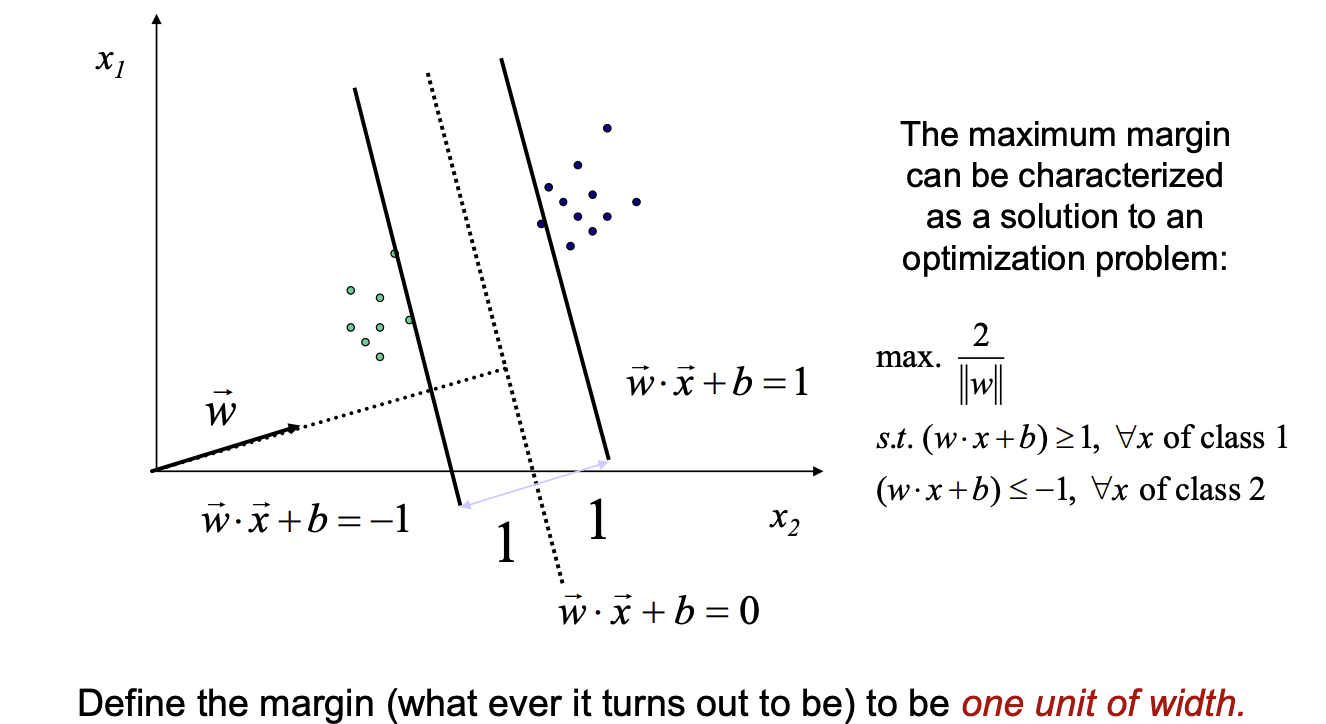 x₁
The maximum margin
can be characterized
as a solution to an
optimization problem:
max. 2/‖w‖
s.t. (w·x+b) ≥ 1, ∀x of class 1
(w·x+b) ≤ −1, ∀x of class 2
w⃗·x⃗+b=1
w⃗
w⃗·x⃗+b=−1
1
1
x₂
w⃗·x⃗+b=0
Define the margin (what ever it turns out to be) to be one unit of width.